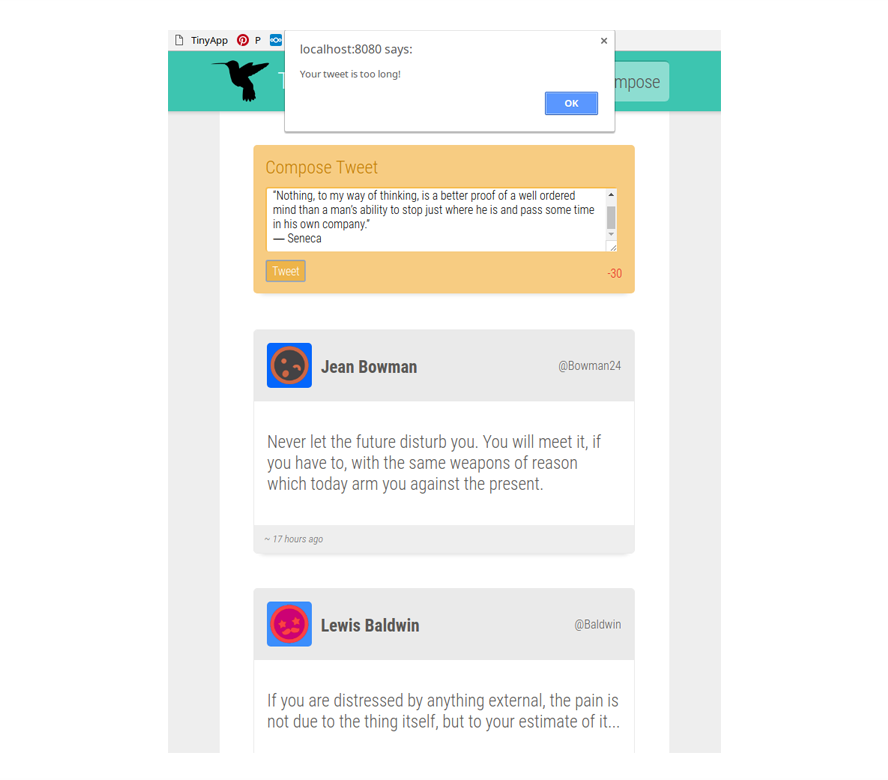 TinyApp P
localhost:8080 says:
Your tweet is too long!
OK
T
mpose
Compose Tweet
“Nothing, to my way of thinking, is a better proof of a well ordered
mind than a man’s ability to stop just where he is and pass some time
in his own company.”
― Seneca
Tweet
-30
Jean Bowman
@Bowman24
Never let the future disturb you. You will meet it, if
you have to, with the same weapons of reason
which today arm you against the present.
~ 17 hours ago
Lewis Baldwin
@Baldwin
If you are distressed by anything external, the pain is
not due to the thing itself, but to your estimate of it...